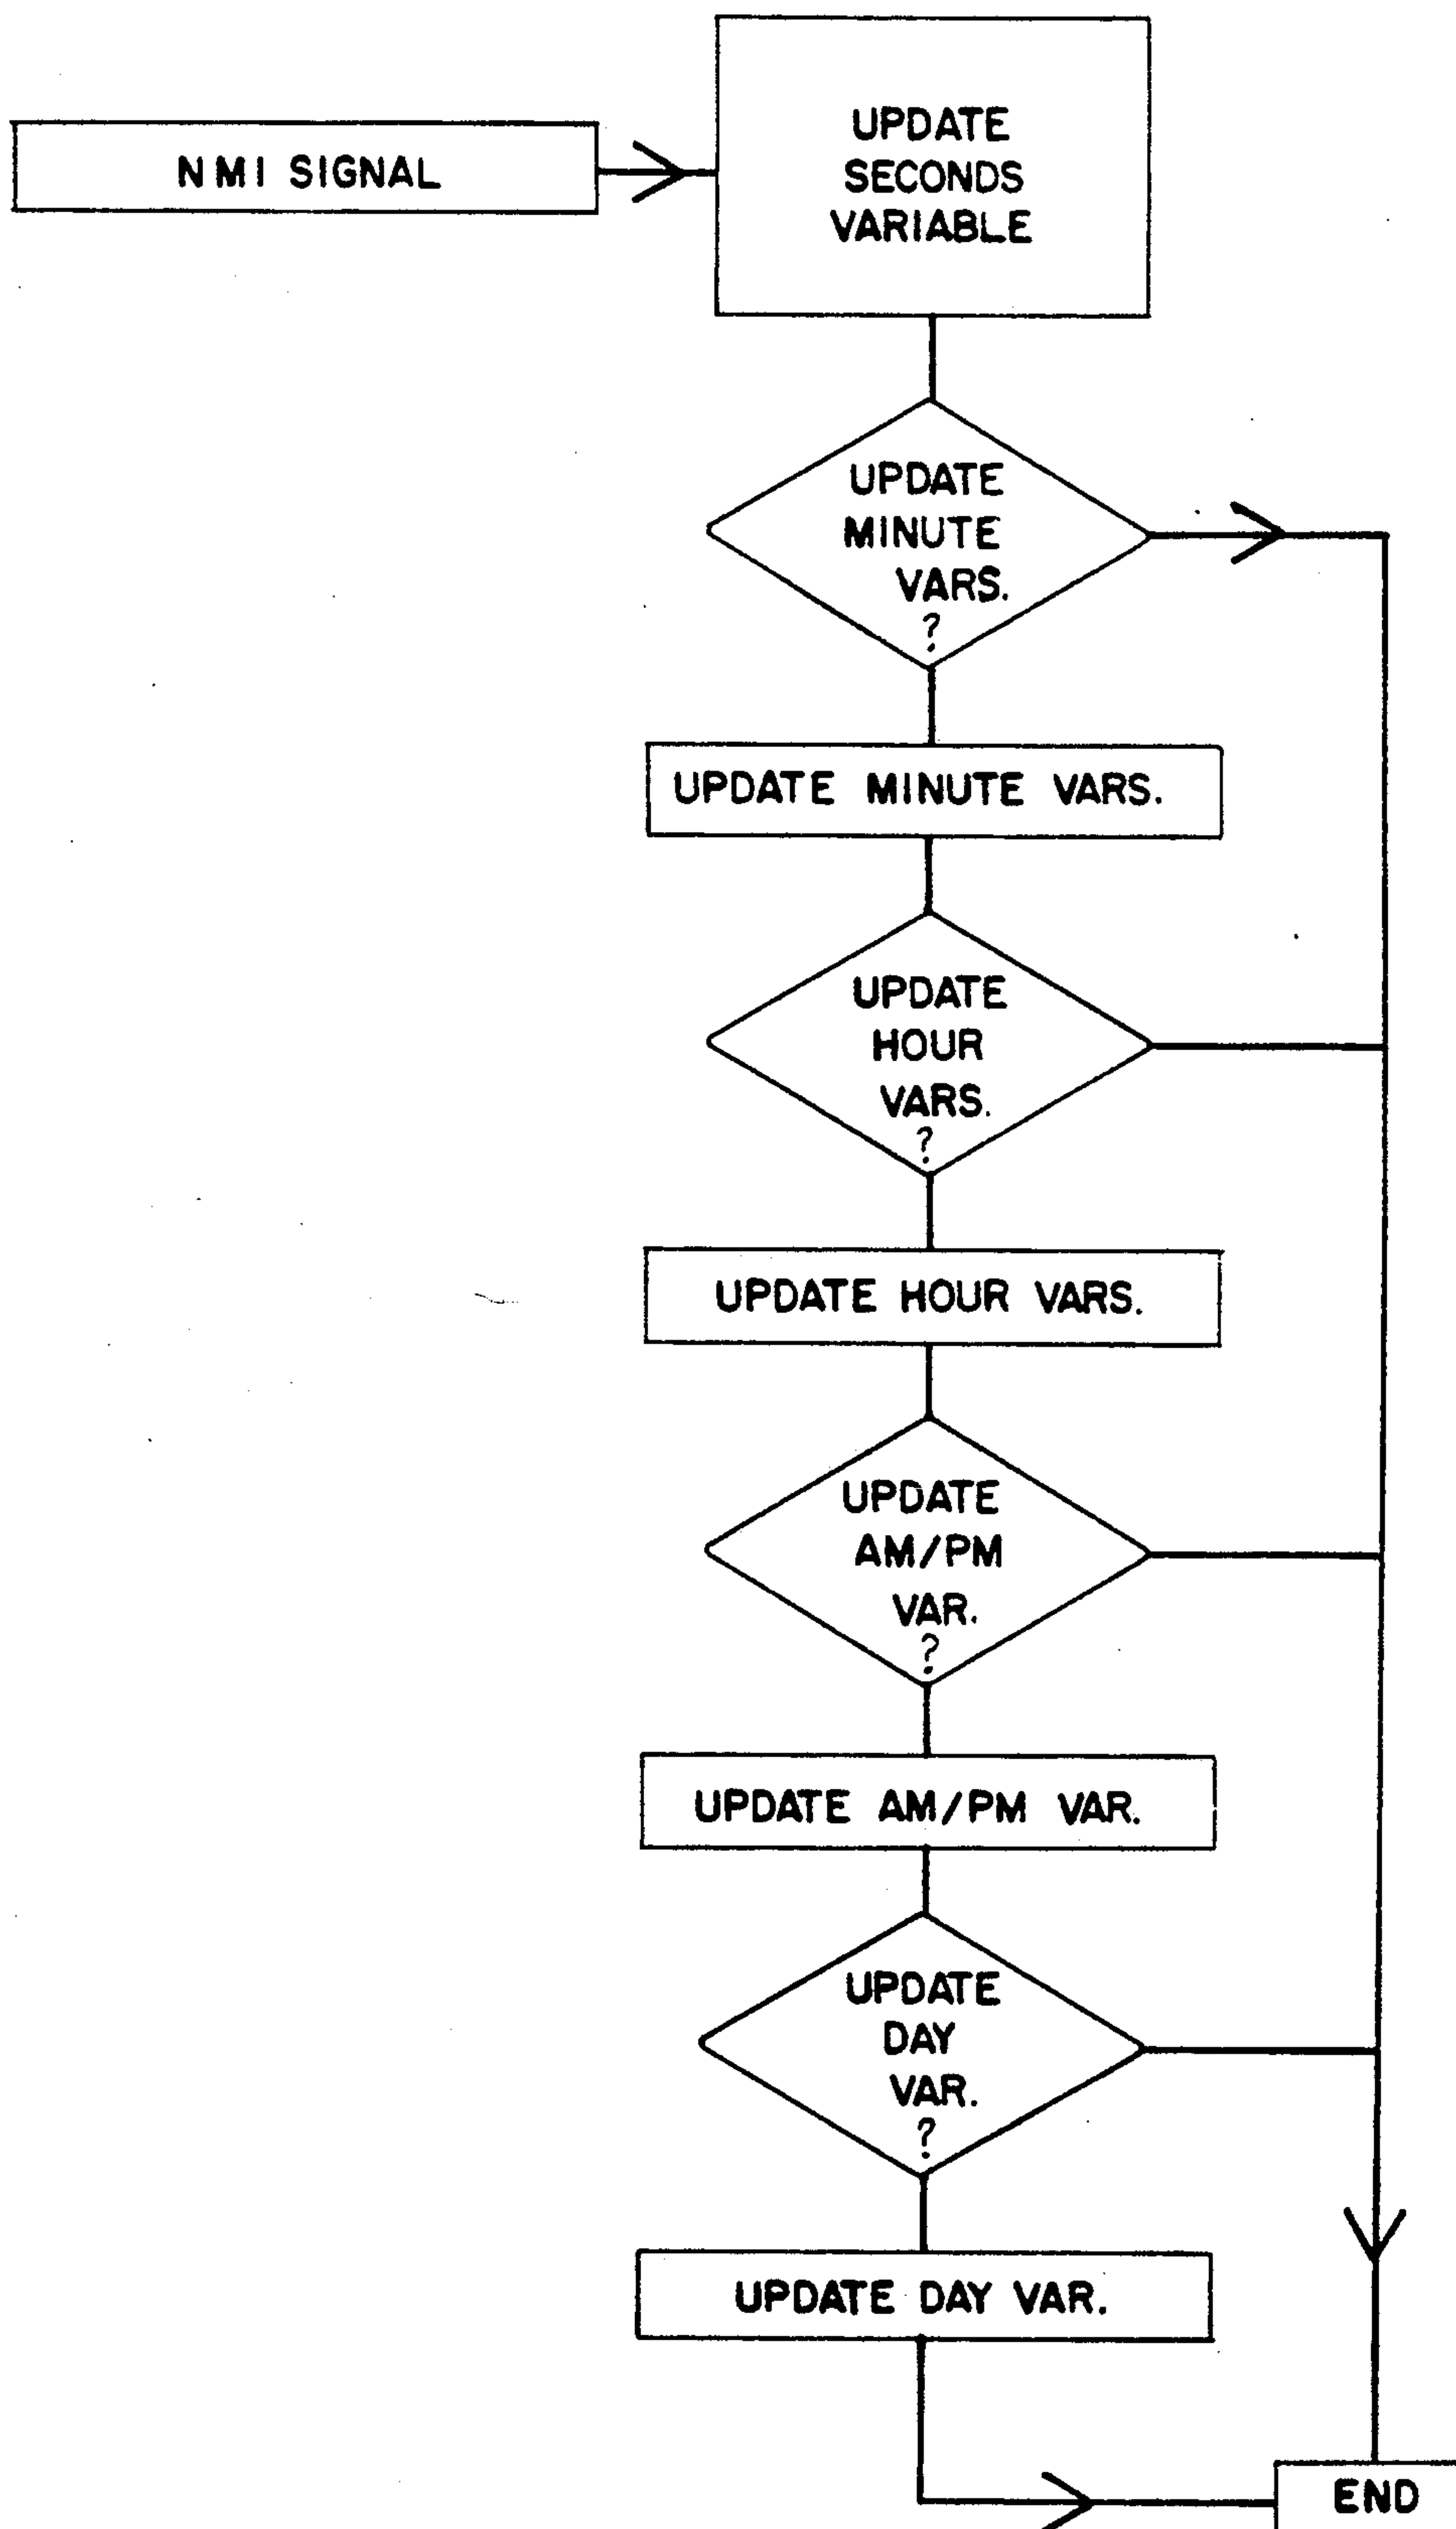 NMI SIGNAL
UPDATE
SECONDS
VARIABLE
UPDATE
MINUTE
VARS.
?
UPDATE MINUTE VARS.
UPDATE
HOUR
VARS.
?
UPDATE HOUR VARS.
UPDATE
AM/PM
VAR.
?
UPDATE AM/PM VAR.
UPDATE
DAY
VAR.
?
UPDATE DAY VAR.
END